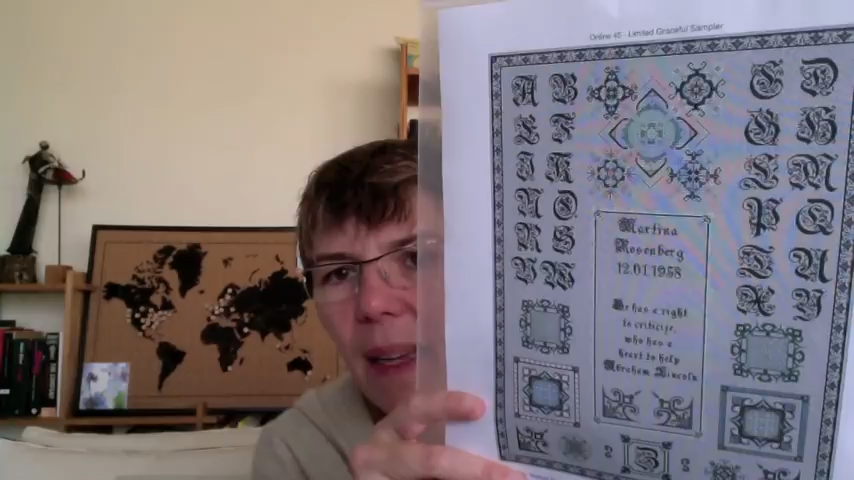 Online 45 - Limited Graceful Sampler
A B C D
E F G H
I K L M
N O P Q
R S T U
V W X Y
Martina
Rosenberg
12.01.1958
He has a right
to criticize,
who has a
heart to help
Abraham Lincoln